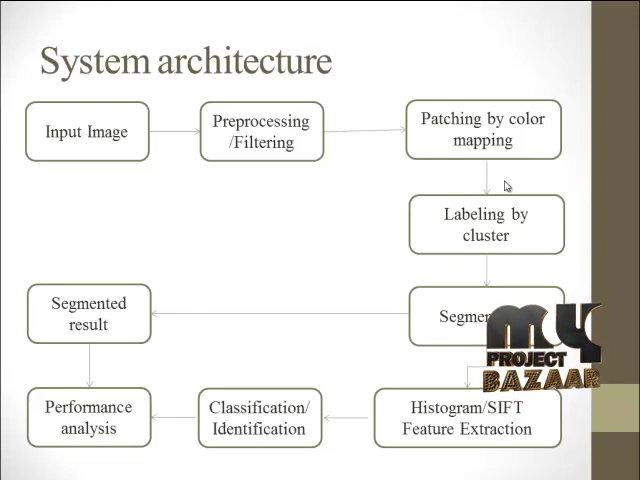 System architecture
Input Image
Preprocessing
/Filtering
Patching by color
mapping
Labeling by
cluster
Segmented
result
my
PROJECT
BAZAAR
Performance
analysis
Classification/
Identification
Histogram/SIFT
Feature Extraction